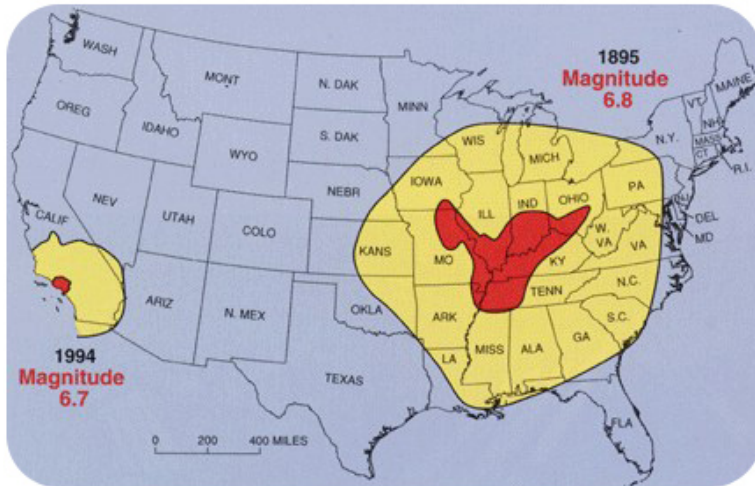 WASH
MONT
N. DAK
MINN
1895
Magnitude
6.8
MAINE
VT.
N.H.
OREG
IDAHO
S. DAK
WIS
MICH
N.Y.
MASS
CT.
R.I.
WYO
NEBR
IOWA
PA
N.J.
NEV
UTAH
COLO
ILL
IND
OHIO
DEL
MD
CALIF
KANS
MO
W.
VA
VA
KY
ARIZ
N. MEX
OKLA
ARK
TENN
N.C.
S.C.
1994
Magnitude
6.7
TEXAS
LA
MISS
ALA
GA
FLA
0 200 400 MILES